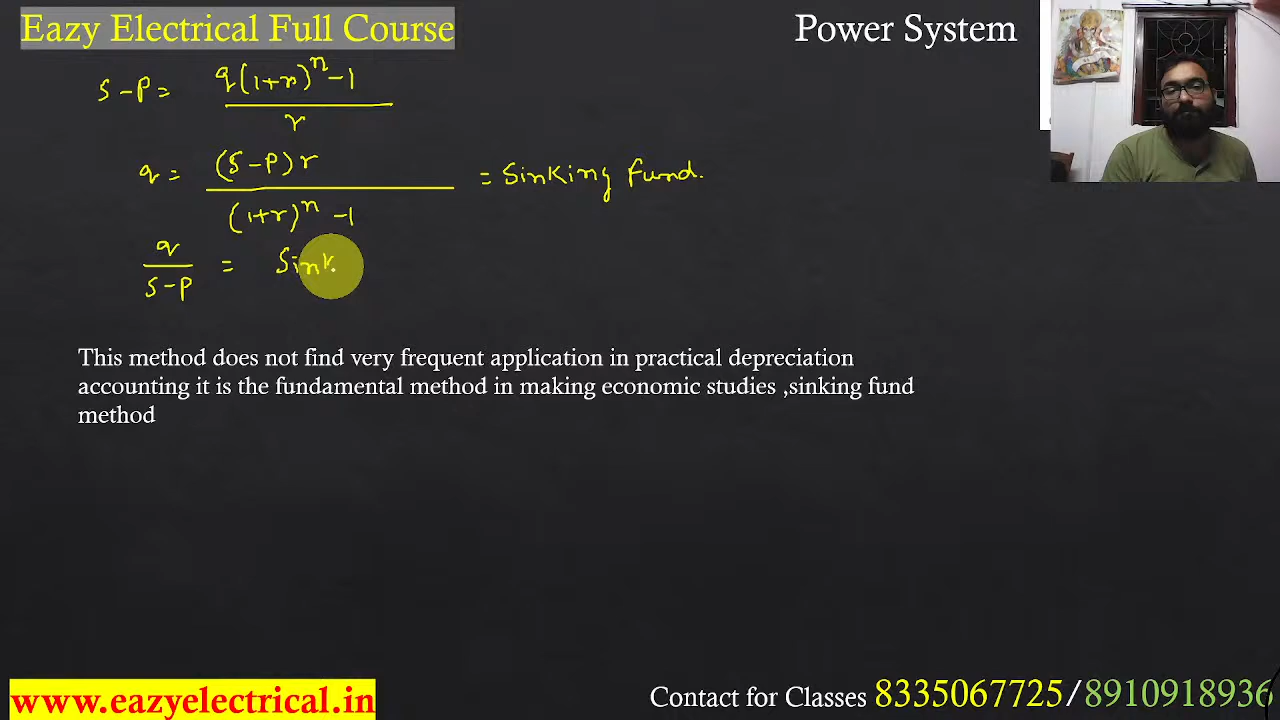 Eazy Electrical Full Course
Power System
S-P = q(1+r)^n - 1 / r
q = (S-P) r / (1+r)^n - 1 = Sinking Fund.
q / S-P = Sink
This method does not find very frequent application in practical depreciation
accounting it is the fundamental method in making economic studies ,sinking fund
method
www.eazyelectrical.in
Contact for Classes 8335067725/8910918936